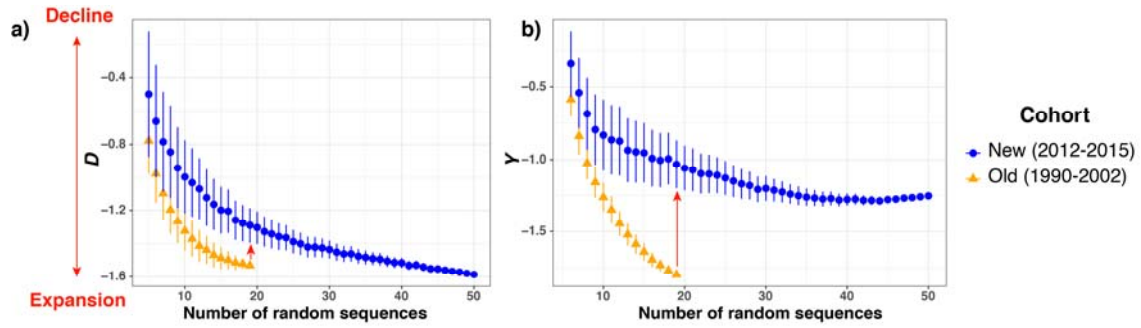 Decline
a)
b)
−0.4
−0.8
−1.2
−1.6
D
10
20
30
40
50
Number of random sequences
Expansion
−0.5
−1.0
−1.5
Y
10
20
30
40
50
Number of random sequences
Cohort
New (2012-2015)
Old (1990-2002)